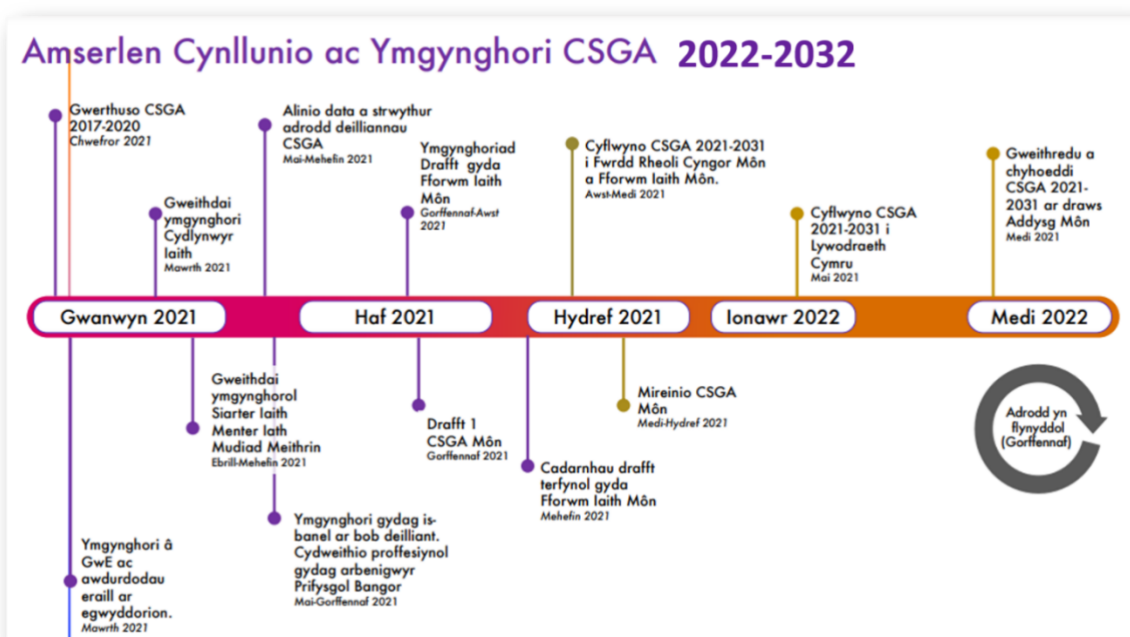 Amserlen Cynllunio ac Ymgynghori CSGA 2022-2032
Gwerthuso CSGA
2017-2020
Chwefror 2021
Gweithdai
ymgynghori
Cydlynwyr
Iaith
Mawrth 2021
Alinio data a strwythur
adrodd deilliannau
CSGA
Mai-Mehefin 2021
Ymgynghoriad
Drafft gyda
Fforwm Iaith
Môn
Gorffennaf-Awst
2021
Cyflwyno CSGA 2021-2031
i Fwrdd Rheoli Cyngor Môn
a Fforwm Iaith Môn.
Awst-Medi 2021
Cyflwyno CSGA
2021-2031 i
Lywodraeth
Cymru
Mai 2021
Gweithredu a
chyhoeddi
CSGA 2021-
2031 ar draws
Addysg Môn
Medi 2021
Gwanwyn 2021
Haf 2021
Hydref 2021
Ionawr 2022
Medi 2022
Ymgynghori â
GwE ac
awdurdodau
eraill ar
egwyddorion.
Mawrth 2021
Gweithdai
ymgynghorol
Siarter Iaith
Menter Iath
Mudiad Meithrin
Ebrill-Mehefin 2021
Ymgynghori gydag is-
banel ar bob deilliant.
Cydweithio proffesiynol
gydag arbenigwyr
Prifysgol Bangor
Mai-Gorffennaf 2021
Drafft 1
CSGA Môn
Gorffennaf 2021
Cadarnhau drafft
terfynol gyda
Fforwm Iaith Môn
Mehefin 2021
Mireinio CSGA
Môn
Medi-Hydref 2021
Adrodd yn
flynyddol
(Gorffennaf)